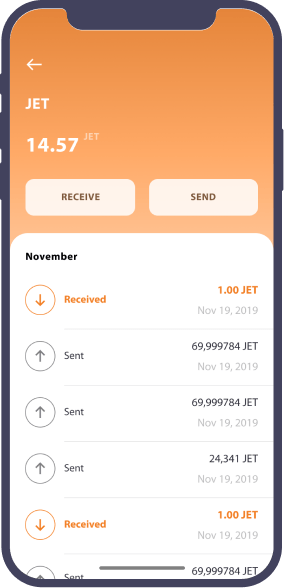 JET
14.57 JET
RECEIVE SEND
November
1.00 JET
Received
Nov 19, 2019
69,999784 JET
Sent
Nov 19, 2019
69,999784 JET
Sent
Nov 19, 2019
24,341 JET
Sent
Nov 19, 2019
1.00 JET
Received
Nov 19, 2019
69,999784 JET
Sent